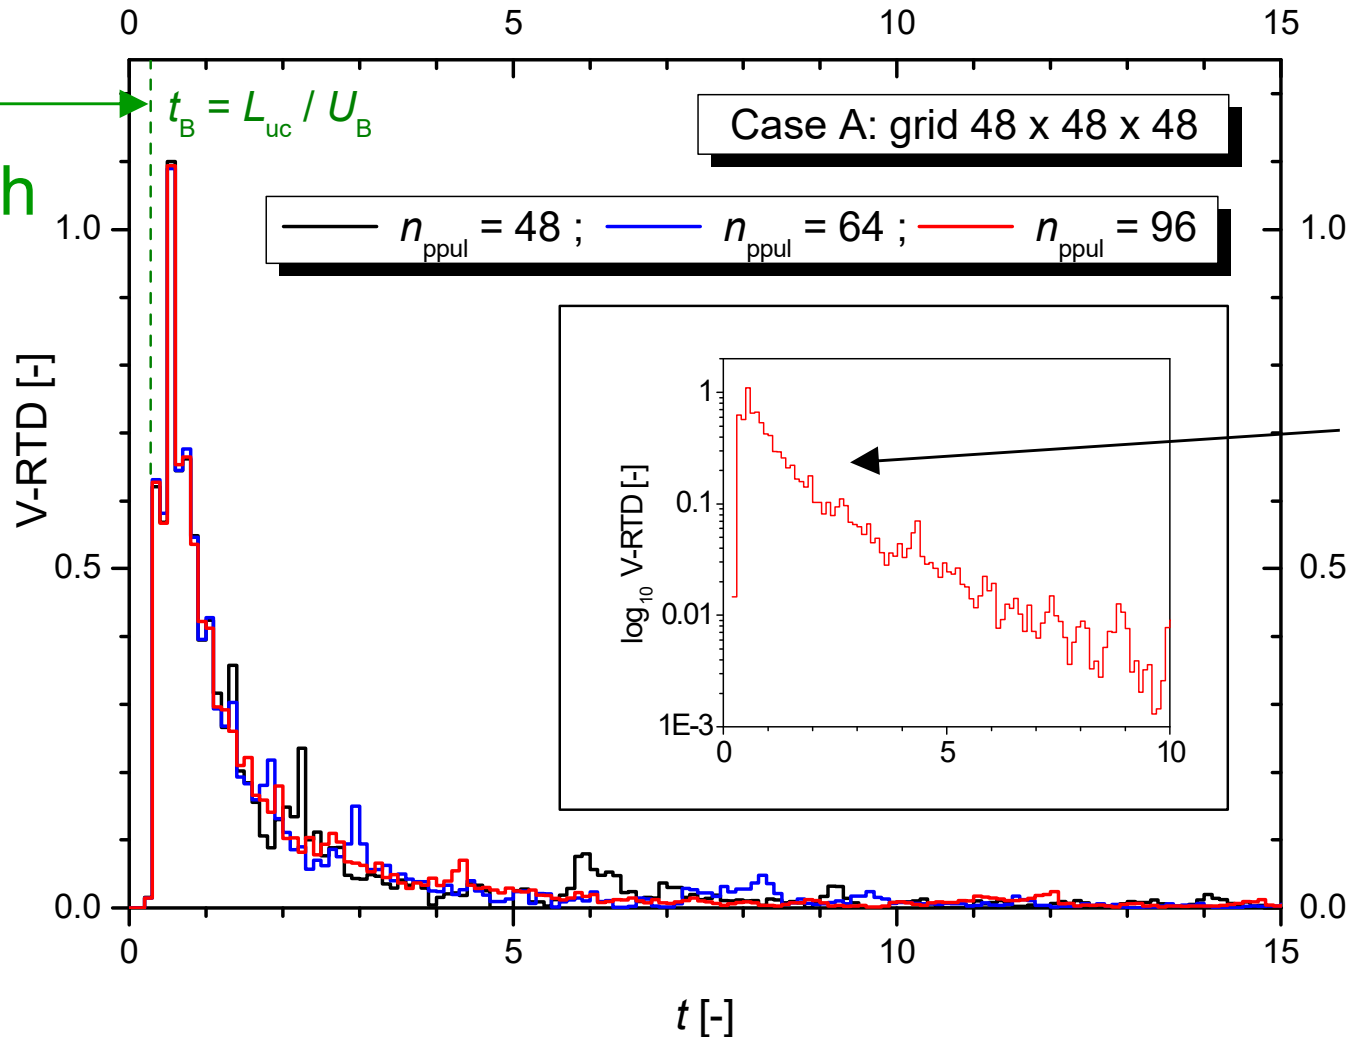 0 5 10 15
t_B = L_uc / U_B
Case A: grid 48 x 48 x 48
h
n_ppul = 48 ; n_ppul = 64 ; n_ppul = 96
1.0 1.0
V-RTD [-]
0.5 0.5
0.0 0.0
0 5 10 15
t [-]
log_10 V-RTD [-]
1
0.1
0.01
1E-3
0 5 10